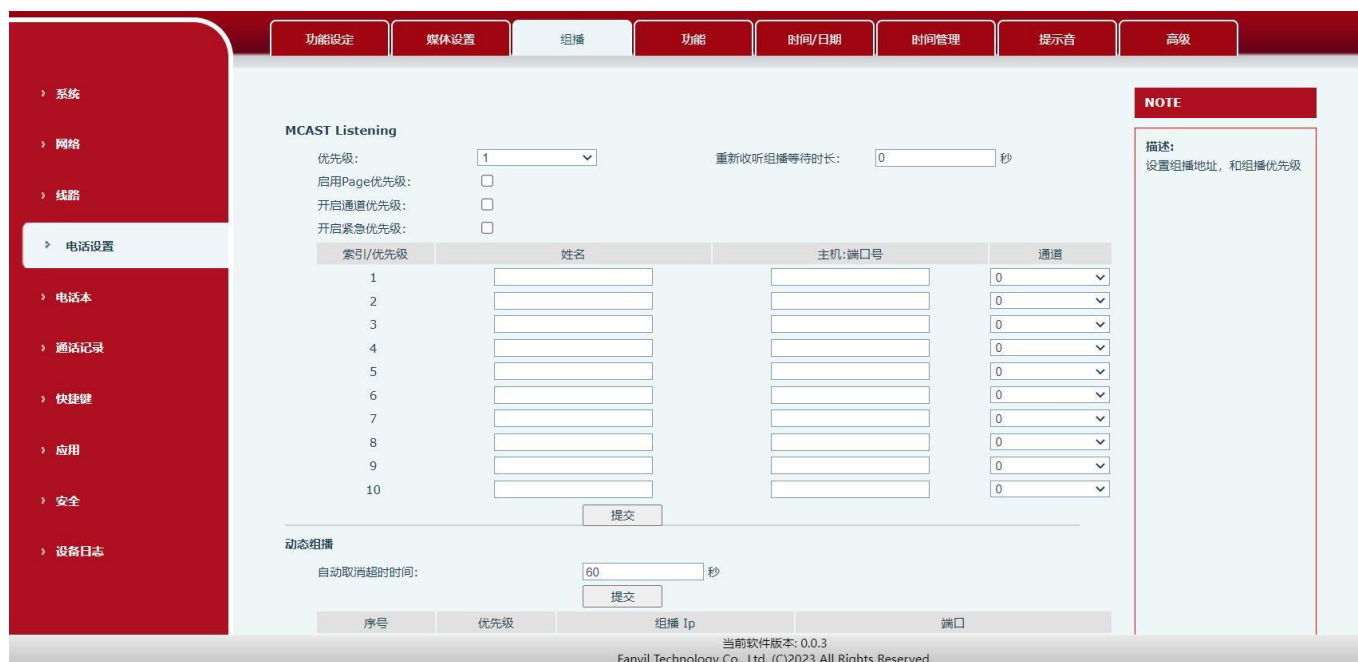 功能设定 媒体设置 组播 功能 时间/日期 时间管理 提示音 高级
› 系统
› 网络
› 线路
› 电话设置
› 电话本
› 通话记录
› 快捷键
› 应用
› 安全
› 设备日志
MCAST Listening
优先级: 1 重新收听组播等待时长: 0 秒
启用Page优先级:
开启通道优先级:
开启紧急优先级:
索引/优先级 姓名 主机:端口号 通道
1 0
2 0
3 0
4 0
5 0
6 0
7 0
8 0
9 0
10 0
提交
动态组播
自动取消超时时间: 60 秒
提交
序号 优先级 组播 Ip 端口
NOTE
描述:
设置组播地址，和组播优先级
当前软件版本: 0.0.3
Fanvil Technology Co., Ltd. (C)2023 All Rights Reserved.